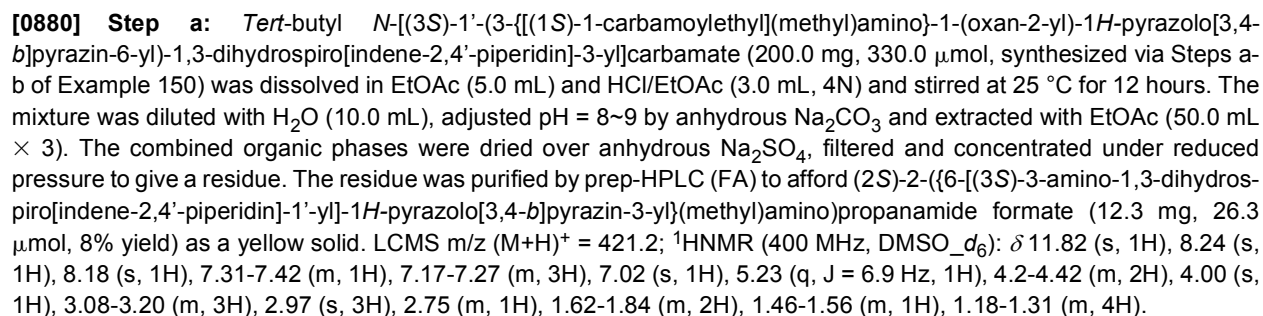 [0880] Step a: Tert-butyl N-[(3S)-1'-(3-{[(1S)-1-carbamoylethyl](methyl)amino}-1-(oxan-2-yl)-1H-pyrazolo[3,4-
b]pyrazin-6-yl)-1,3-dihydrospiro[indene-2,4'-piperidin]-3-yl]carbamate (200.0 mg, 330.0 μmol, synthesized via Steps a-
b of Example 150) was dissolved in EtOAc (5.0 mL) and HCl/EtOAc (3.0 mL, 4N) and stirred at 25 °C for 12 hours. The
mixture was diluted with H₂O (10.0 mL), adjusted pH = 8~9 by anhydrous Na₂CO₃ and extracted with EtOAc (50.0 mL
× 3). The combined organic phases were dried over anhydrous Na₂SO₄, filtered and concentrated under reduced
pressure to give a residue. The residue was purified by prep-HPLC (FA) to afford (2S)-2-({6-[(3S)-3-amino-1,3-dihydros-
piro[indene-2,4'-piperidin]-1'-yl]-1H-pyrazolo[3,4-b]pyrazin-3-yl}(methyl)amino)propanamide formate (12.3 mg, 26.3
μmol, 8% yield) as a yellow solid. LCMS m/z (M+H)⁺ = 421.2; ¹HNMR (400 MHz, DMSO_d₆): δ 11.82 (s, 1H), 8.24 (s,
1H), 8.18 (s, 1H), 7.31-7.42 (m, 1H), 7.17-7.27 (m, 3H), 7.02 (s, 1H), 5.23 (q, J = 6.9 Hz, 1H), 4.2-4.42 (m, 2H), 4.00 (s,
1H), 3.08-3.20 (m, 3H), 2.97 (s, 3H), 2.75 (m, 1H), 1.62-1.84 (m, 2H), 1.46-1.56 (m, 1H), 1.18-1.31 (m, 4H).